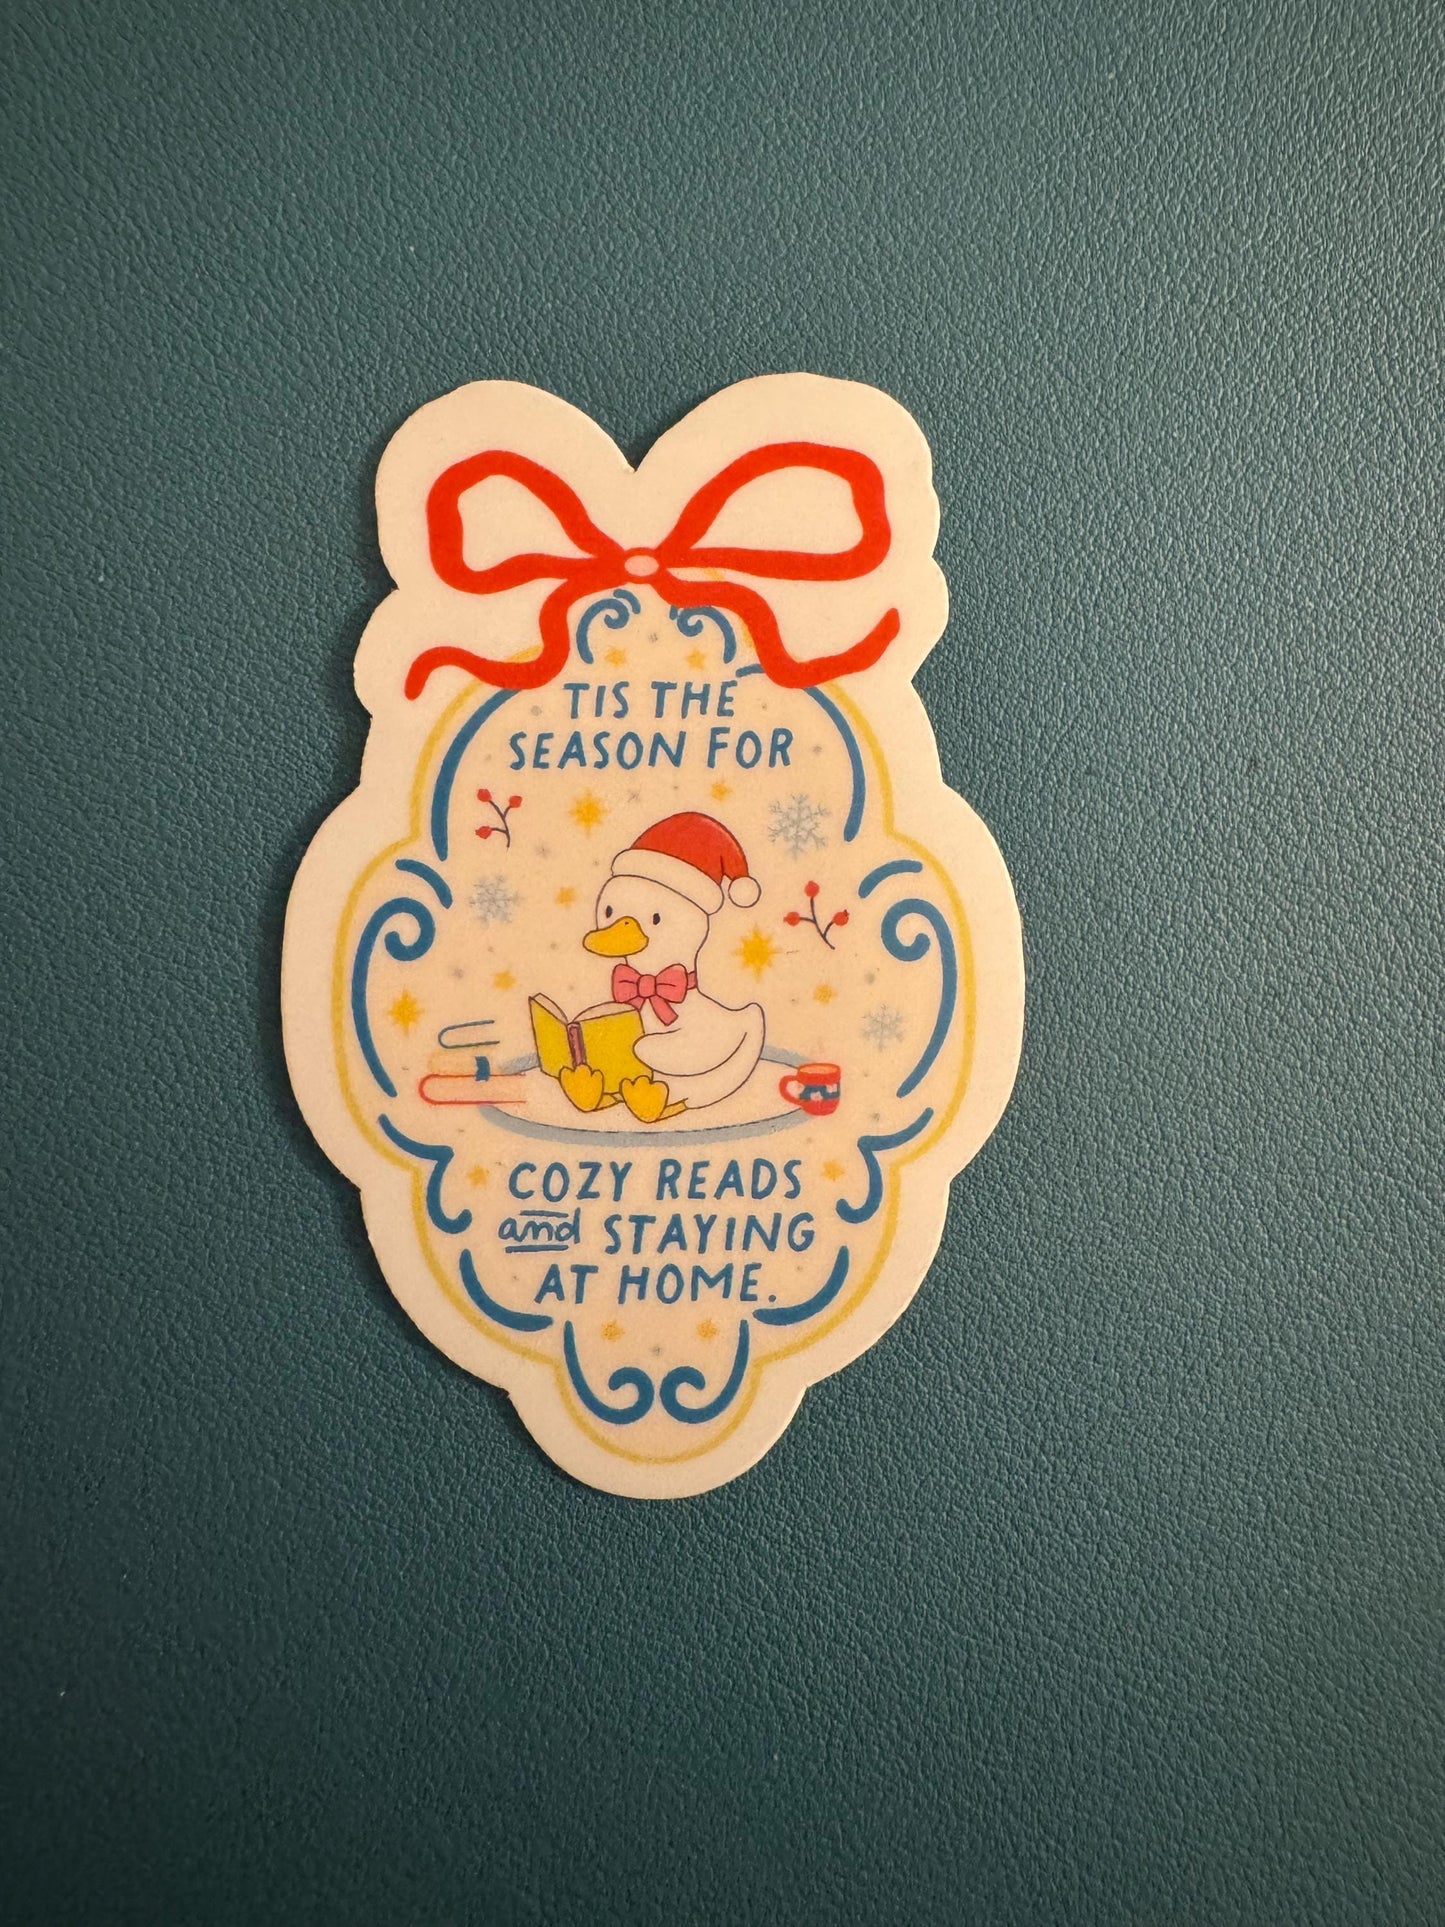 TIS THE
SEASON FOR
COZY READS
and STAYING
AT HOME.